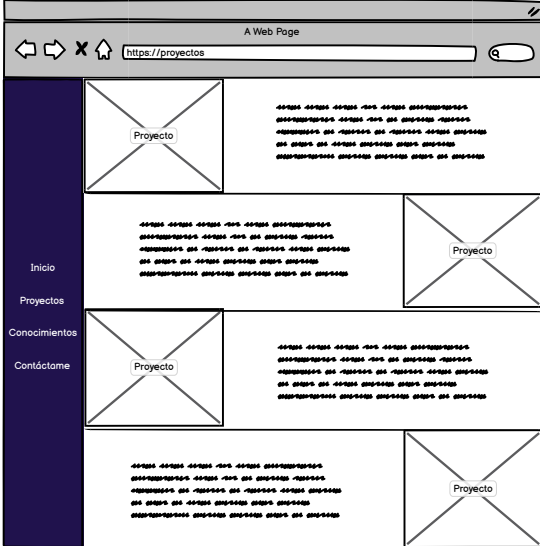 A Web Page
https://proyectos
Proyecto
Proyecto
Inicio
Proyectos
Conocimientos
Contáctame
Proyecto
Proyecto